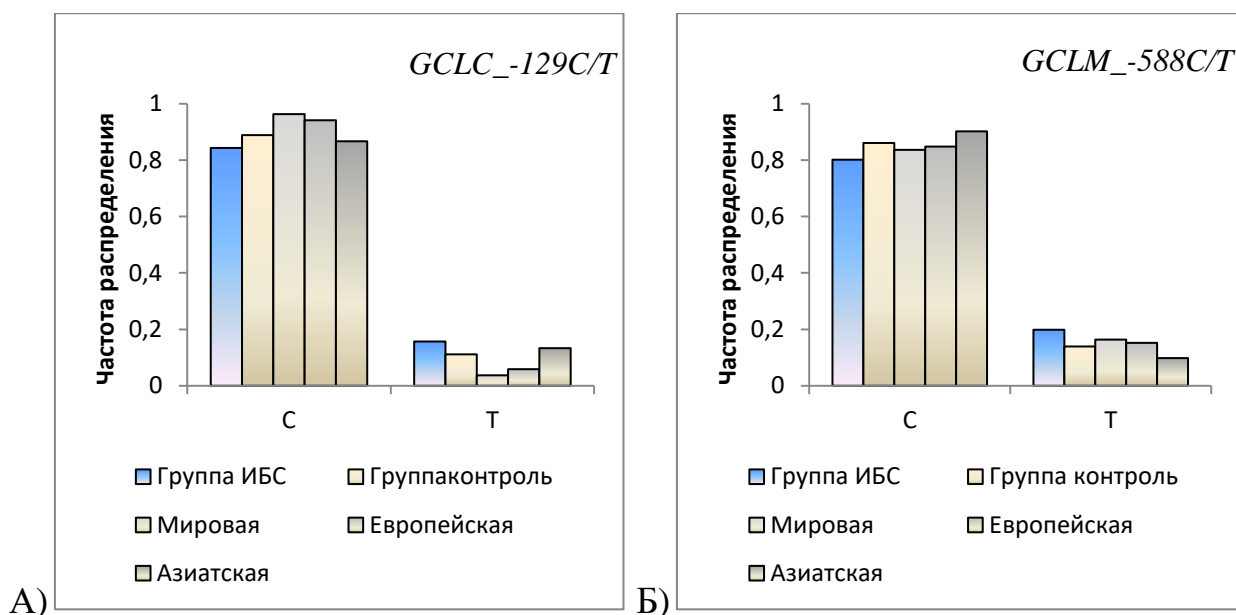 GCLC_-129C/T
Частота распределения
1
0,8
0,6
0,4
0,2
0
C T
Группа ИБС Группаконтроль
Мировая Европейская
Азиатская
А)
GCLM_-588C/T
Частота распределения
1
0,8
0,6
0,4
0,2
0
C T
Группа ИБС Группа контроль
Мировая Европейская
Азиатская
Б)